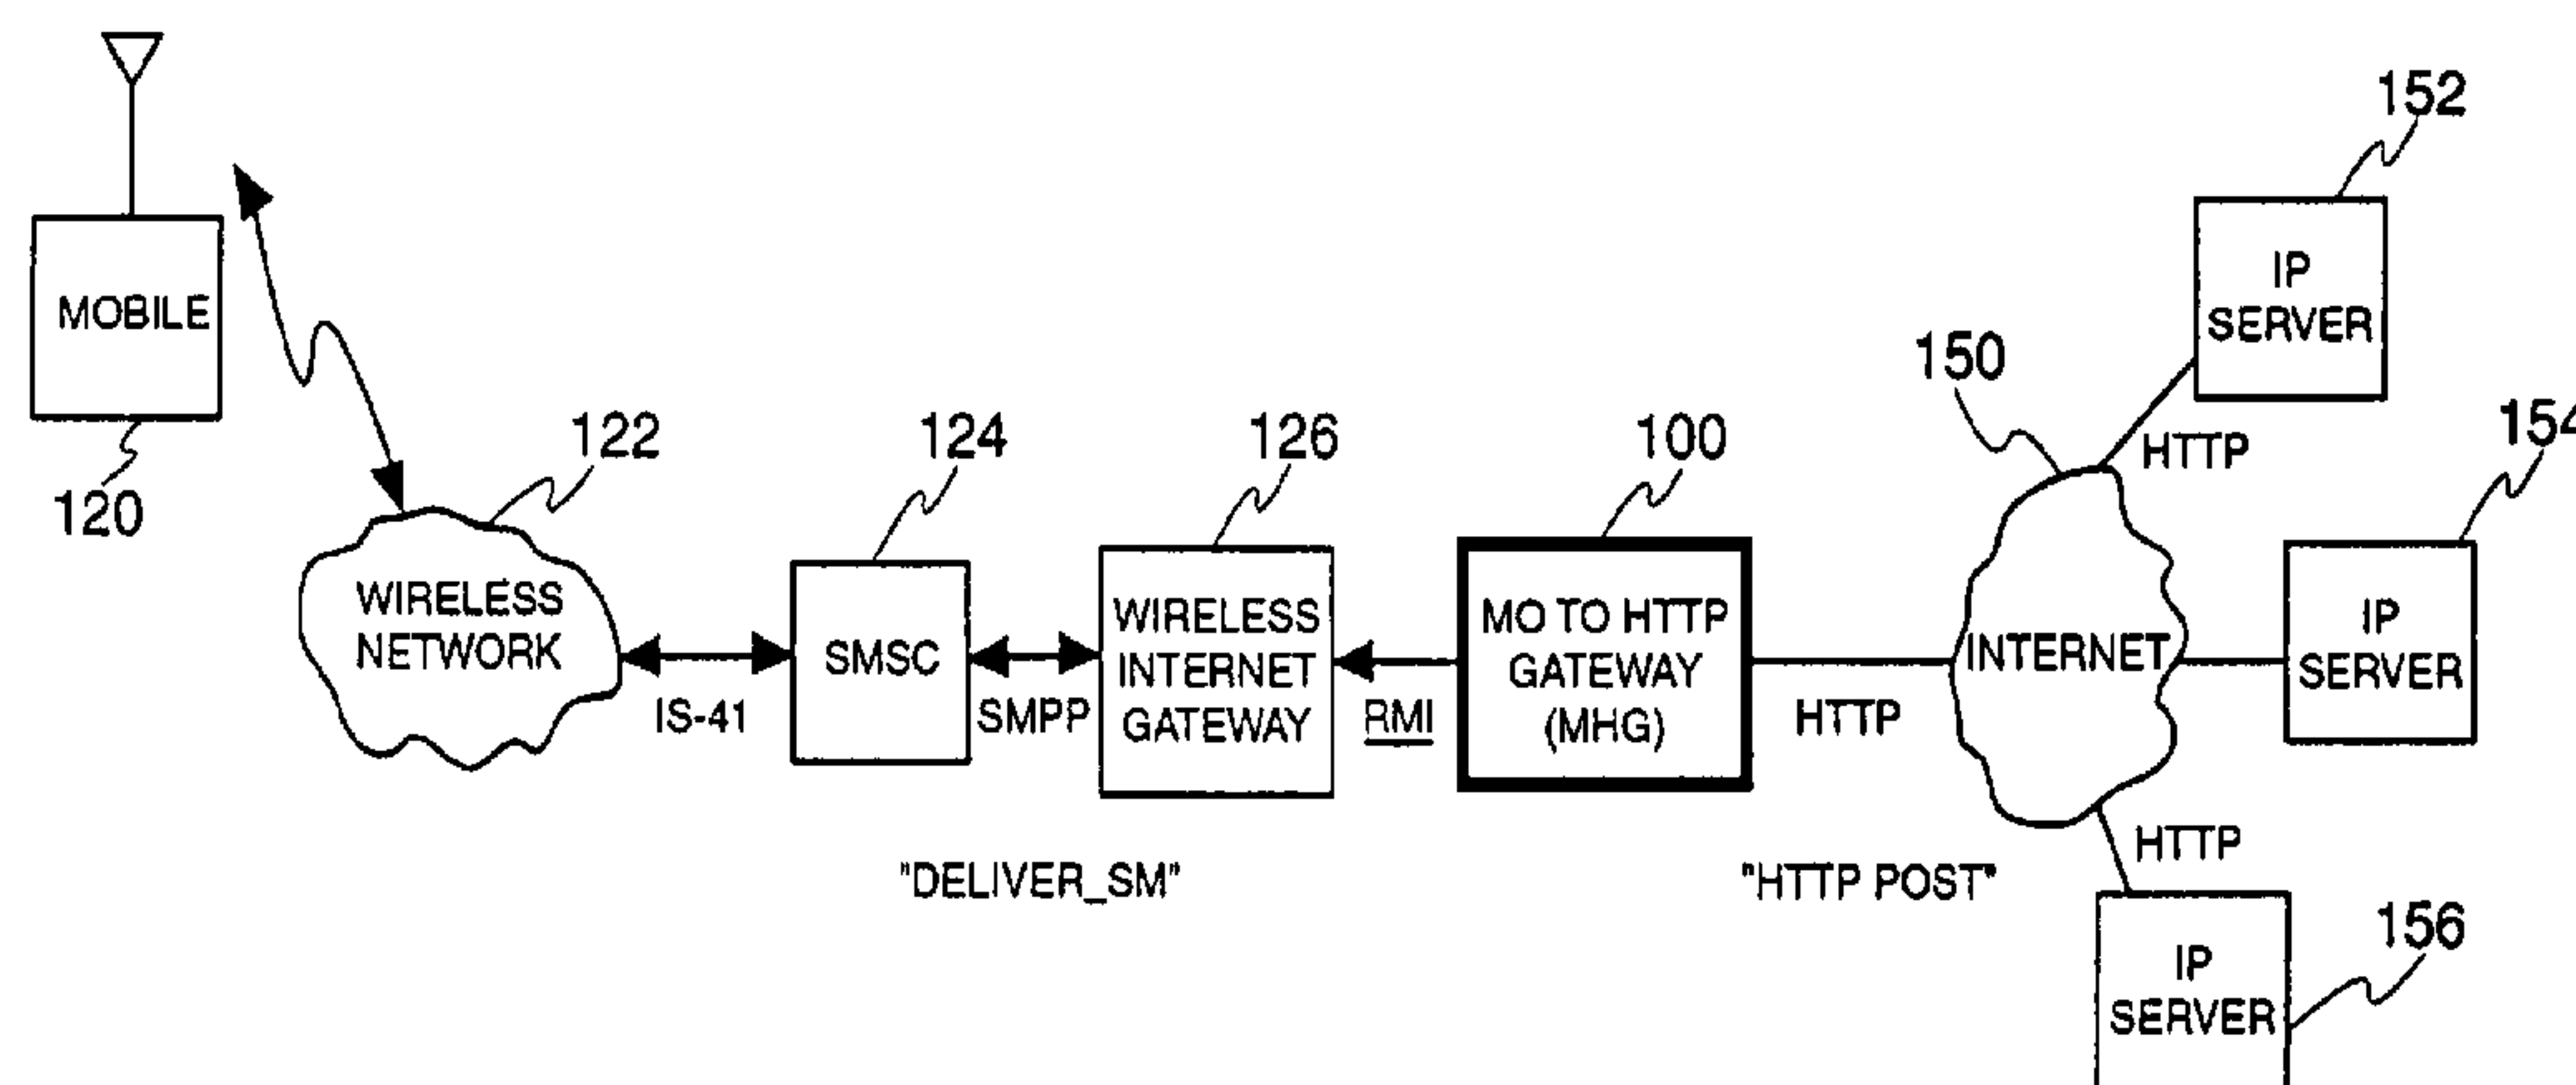 152
MOBILE
IP
SERVER
150
HTTP
154
120
122
124
126
100
WIRELESS
NETWORK
IS-41
SMSC
SMPP
WIRELESS
INTERNET
GATEWAY
RMI
MO TO HTTP
GATEWAY
(MHG)
HTTP
INTERNET
IP
SERVER
"DELIVER_SM"
"HTTP POST"
HTTP
IP
SERVER
156